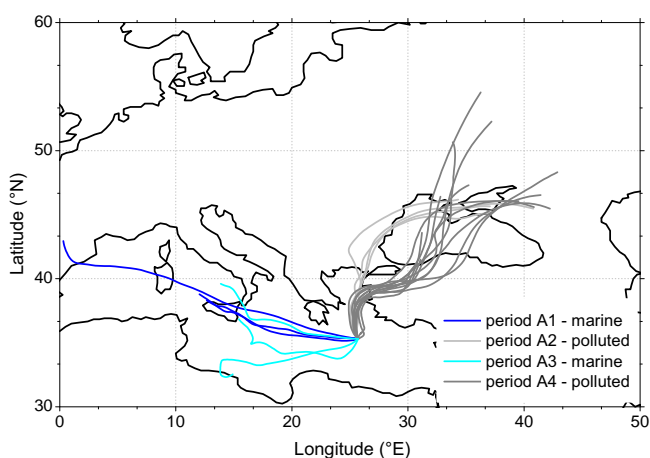 60
50
40
30
Latitude (°N)
period A1 - marine
period A2 - polluted
period A3 - marine
period A4 - polluted
0 10 20 30 40 50
Longitude (°E)